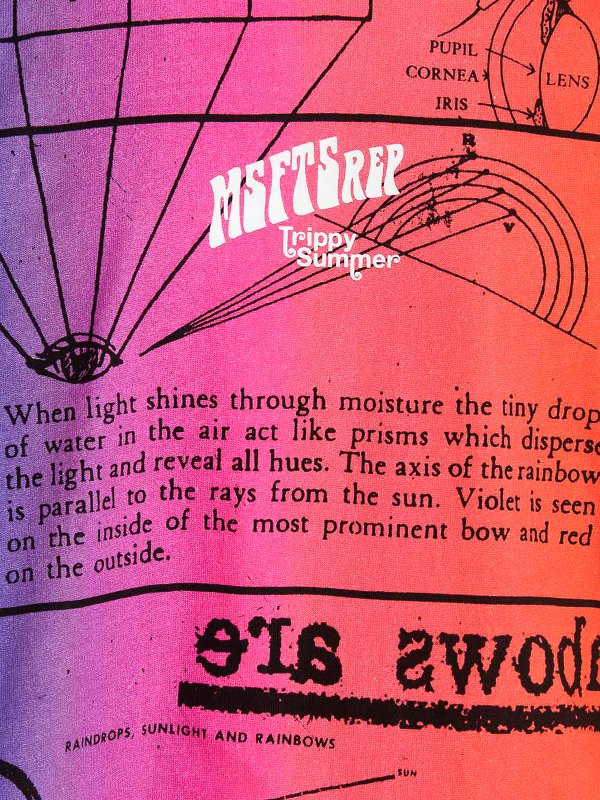 PUPIL
CORNEA
LENS
IRIS
R
MSFTSREP
V
Trippy
Summer
When light shines through moisture the tiny drop
of water in the air act like prisms which disperse
the light and reveal all hues. The axis of the rainbow
is parallel to the rays from the sun. Violet is seen
on the inside of the most prominent bow and red
on the outside.
are
dows
RAINDROPS, SUNLIGHT AND RAINBOWS
SUN